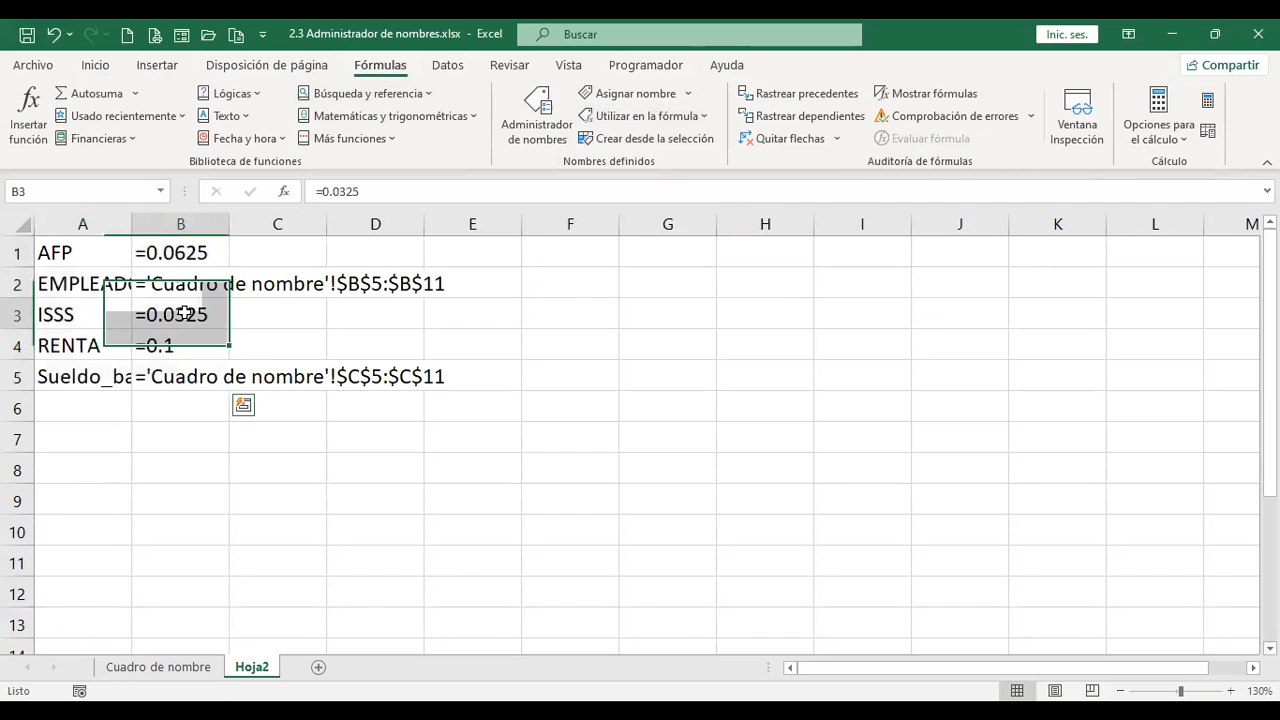 2.3 Administrador de nombres.xlsx - Excel
Buscar
Inic. ses.
Archivo Inicio Insertar Disposición de página Fórmulas Datos Revisar Vista Programador Ayuda
Compartir
Insertar función
Autosuma
Usado recientemente
Financieras
Lógicas
Texto
Fecha y hora
Búsqueda y referencia
Matemáticas y trigonométricas
Más funciones
Biblioteca de funciones
Administrador de nombres
Asignar nombre
Utilizar en la fórmula
Crear desde la selección
Nombres definidos
Rastrear precedentes
Rastrear dependientes
Quitar flechas
Mostrar fórmulas
Comprobación de errores
Evaluar fórmula
Auditoría de fórmulas
Ventana Inspección
Opciones para el cálculo
Cálculo
B3
fx
=0.0325
A B C D E F G H I J K L M
1 AFP =0.0625
2 EMPLEADO ='Cuadro de nombre'!$B$5:$B$11
3 ISSS =0.0325
4 RENTA =0.1
5 Sueldo_ba ='Cuadro de nombre'!$C$5:$C$11
6
7
8
9
10
11
12
13
14
Cuadro de nombre Hoja2
Listo
130%